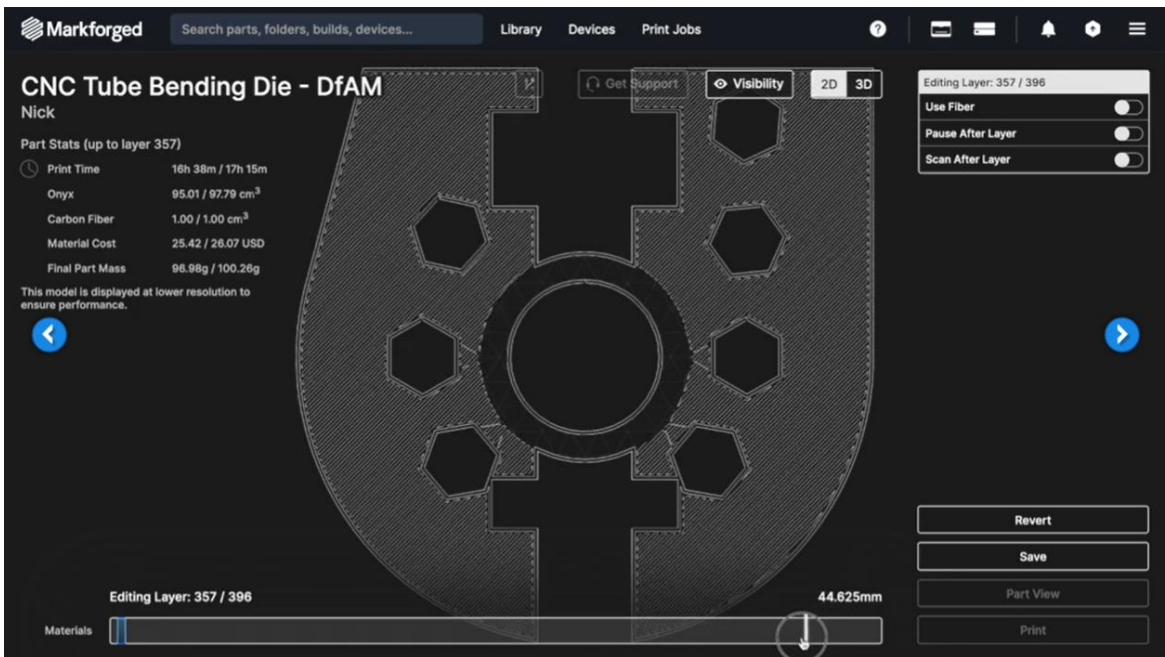 Markforged
Search parts, folders, builds, devices...
Library
Devices
Print Jobs
?
CNC Tube Bending Die - DfAM
Nick
Get Support
Visibility
2D
3D
Part Stats (up to layer 357)
Print Time 16h 38m / 17h 15m
Onyx 95.01 / 97.79 cm³
Carbon Fiber 1.00 / 1.00 cm³
Material Cost 25.42 / 26.07 USD
Final Part Mass 96.98g / 100.26g
This model is displayed at lower resolution to
ensure performance.
Editing Layer: 357 / 396
Use Fiber
Pause After Layer
Scan After Layer
Revert
Save
Part View
Print
Editing Layer: 357 / 396
44.625mm
Materials